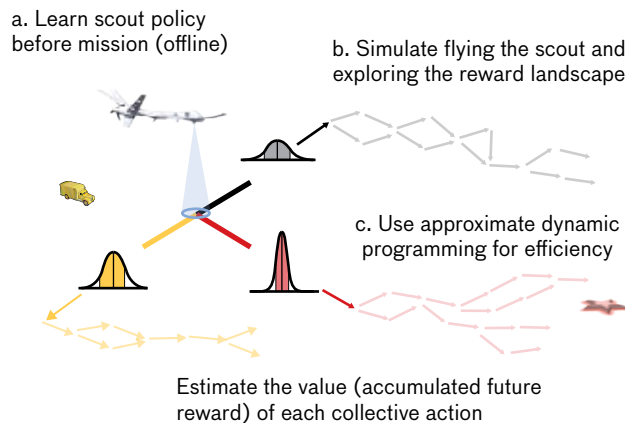 a. Learn scout policy
before mission (offline)
b. Simulate flying the scout and
exploring the reward landscape
c. Use approximate dynamic
programming for efficiency
Estimate the value (accumulated future
reward) of each collective action